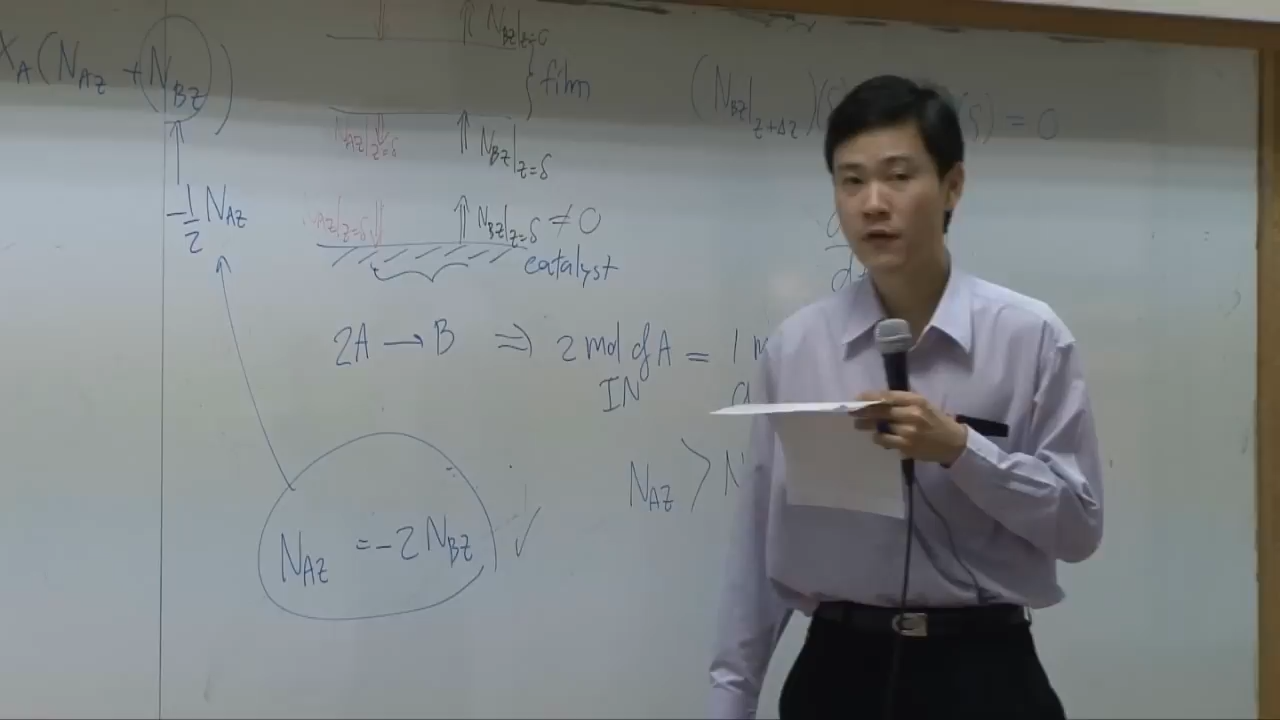 X_A(N_AZ + N_BZ)
-1/2 N_AZ
N_BZ|z=0
film
N_AZ|z=δ
N_BZ|z=δ
N_AZ|z=δ
N_BZ|z=δ ≠ 0
catalyst
2A → B ⇒ 2 mol of A = 1 m
IN
N_AZ = -2 N_BZ ✓
N_AZ > N
(N_BZ|z+Δz)(S
) = 0
d